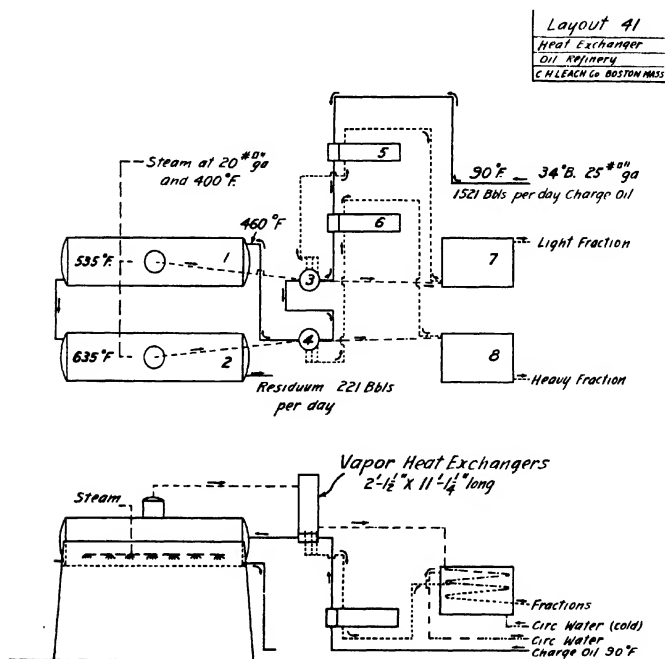 Layout 41
Heat Exchanger
Oil Refinery
C.H.LEACH Co BOSTON MASS
Steam at 20 #□" ga
and 400°F.
5
90°F. 34°B. 25 #□" ga
1521 Bbls per day Charge Oil
460°F
6
535°F.
1
3
7
Light Fraction
635°F
2
4
8
Residuum 221 Bbls
per day
Heavy Fraction
Vapor Heat Exchangers
2'-1½" X 11'-1¼" long
Steam
Fractions
Circ Water (cold)
Circ Water
Charge Oil 90°F